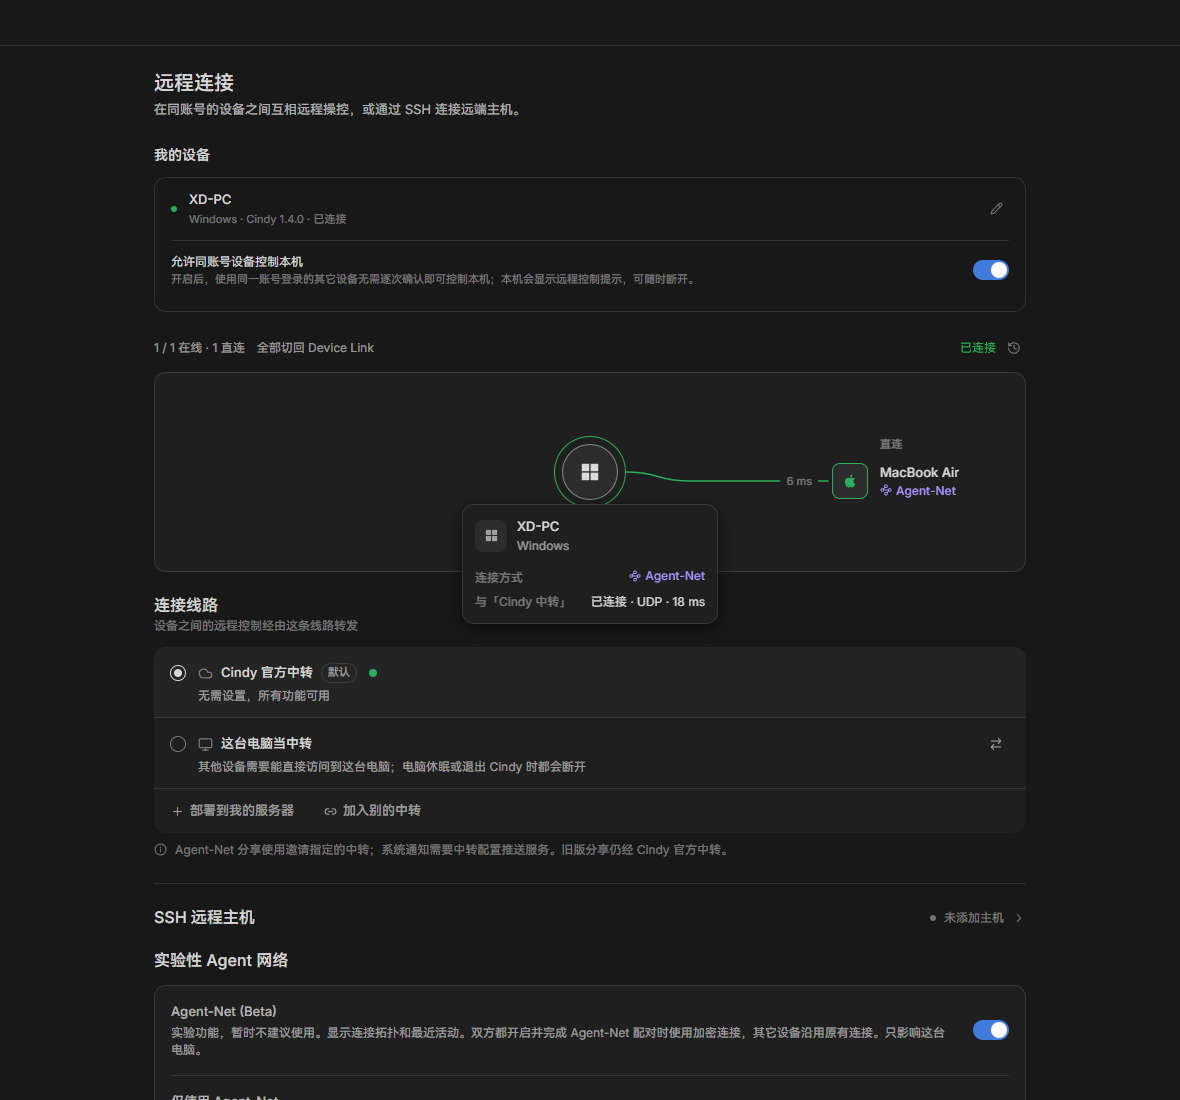 远程连接
在同账号的设备之间互相远程操控，或通过 SSH 连接远端主机。
我的设备
XD-PC
Windows · Cindy 1.4.0 · 已连接
允许同账号设备控制本机
开启后，使用同一账号登录的其它设备无需逐次确认即可控制本机；本机会显示远程控制提示，可随时断开。
1 / 1 在线 · 1 直连 全部切回 Device Link
已连接
直连
6 ms
MacBook Air
Agent-Net
XD-PC
Windows
连接方式 Agent-Net
与「Cindy 中转」 已连接 · UDP · 18 ms
连接线路
设备之间的远程控制经由这条线路转发
Cindy 官方中转 默认
无需设置，所有功能可用
这台电脑当中转
其他设备需要能直接访问到这台电脑；电脑休眠或退出 Cindy 时都会断开
部署到我的服务器 加入别的中转
Agent-Net 分享使用邀请指定的中转；系统通知需要中转配置推送服务。旧版分享仍经 Cindy 官方中转。
SSH 远程主机
未添加主机
实验性 Agent 网络
Agent-Net (Beta)
实验功能，暂时不建议使用。显示连接拓扑和最近活动。双方都开启并完成 Agent-Net 配对时使用加密连接，其它设备沿用原有连接。只影响这台
电脑。
仅使用 Agent-Net